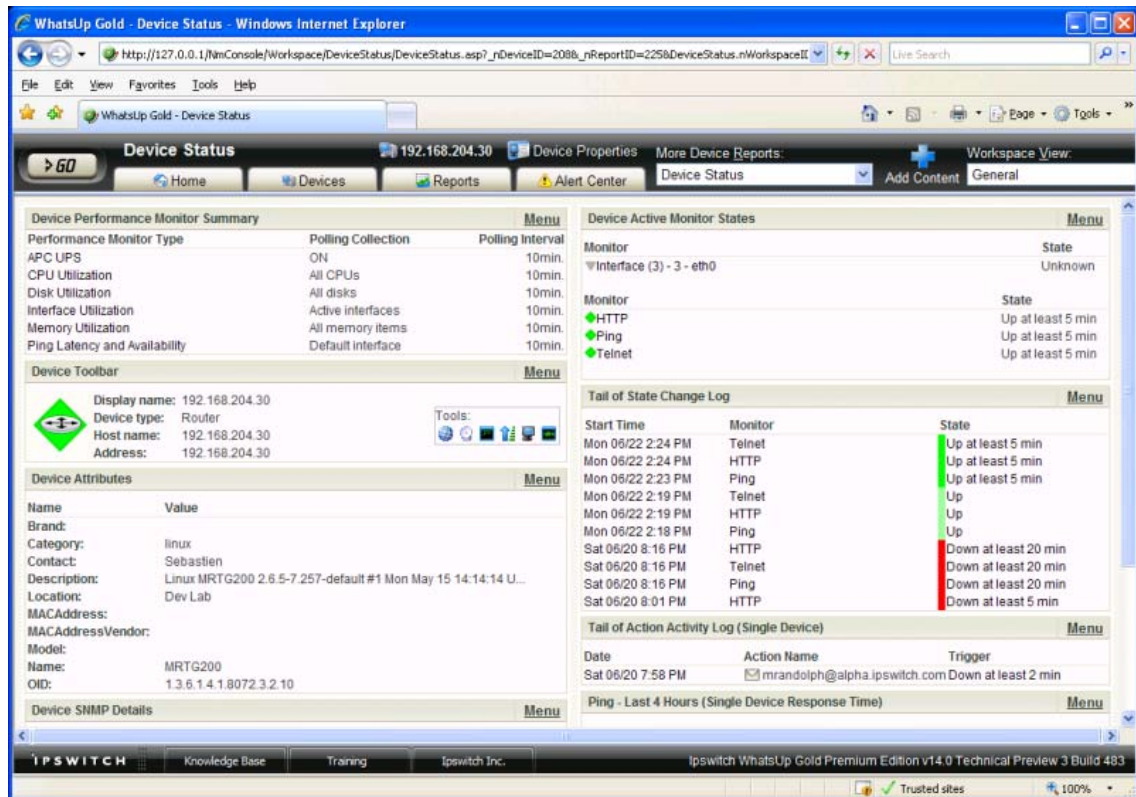 WhatsUp Gold - Device Status - Windows Internet Explorer
http://127.0.0.1/NmConsole/Workspace/DeviceStatus/DeviceStatus.asp?_nDeviceID=208&_nReportID=225&DeviceStatus.nWorkspaceID
Live Search
File Edit View Favorites Tools Help
WhatsUp Gold - Device Status
Page Tools
>GO
Device Status
192.168.204.30
Device Properties
More Device Reports:
Device Status
Add Content
Workspace View:
General
Home
Devices
Reports
Alert Center
Device Performance Monitor Summary Menu
Performance Monitor Type Polling Collection Polling Interval
APC UPS ON 10min.
CPU Utilization All CPUs 10min.
Disk Utilization All disks 10min.
Interface Utilization Active interfaces 10min.
Memory Utilization All memory items 10min.
Ping Latency and Availability Default interface 10min.
Device Toolbar Menu
Display name: 192.168.204.30
Device type: Router
Host name: 192.168.204.30
Address: 192.168.204.30
Tools:
Device Attributes Menu
Name Value
Brand:
Category: linux
Contact: Sebastien
Description: Linux MRTG200 2.6.5-7.257-default #1 Mon May 15 14:14:14 U...
Location: Dev Lab
MACAddress:
MACAddressVendor:
Model:
Name: MRTG200
OID: 1.3.6.1.4.1.8072.3.2.10
Device SNMP Details Menu
Device Active Monitor States Menu
Monitor State
Interface (3) - 3 - eth0 Unknown
Monitor State
HTTP Up at least 5 min
Ping Up at least 5 min
Telnet Up at least 5 min
Tail of State Change Log Menu
Start Time Monitor State
Mon 06/22 2:24 PM Telnet Up at least 5 min
Mon 06/22 2:24 PM HTTP Up at least 5 min
Mon 06/22 2:23 PM Ping Up at least 5 min
Mon 06/22 2:19 PM Telnet Up
Mon 06/22 2:19 PM HTTP Up
Mon 06/22 2:18 PM Ping Up
Sat 06/20 8:16 PM HTTP Down at least 20 min
Sat 06/20 8:16 PM Telnet Down at least 20 min
Sat 06/20 8:16 PM Ping Down at least 20 min
Sat 06/20 8:01 PM HTTP Down at least 5 min
Tail of Action Activity Log (Single Device) Menu
Date Action Name Trigger
Sat 06/20 7:58 PM mrandolph@alpha.ipswitch.com Down at least 2 min
Ping - Last 4 Hours (Single Device Response Time) Menu
IPSWITCH
Knowledge Base
Training
Ipswitch Inc.
Ipswitch WhatsUp Gold Premium Edition v14.0 Technical Preview 3 Build 483
Trusted sites
100%